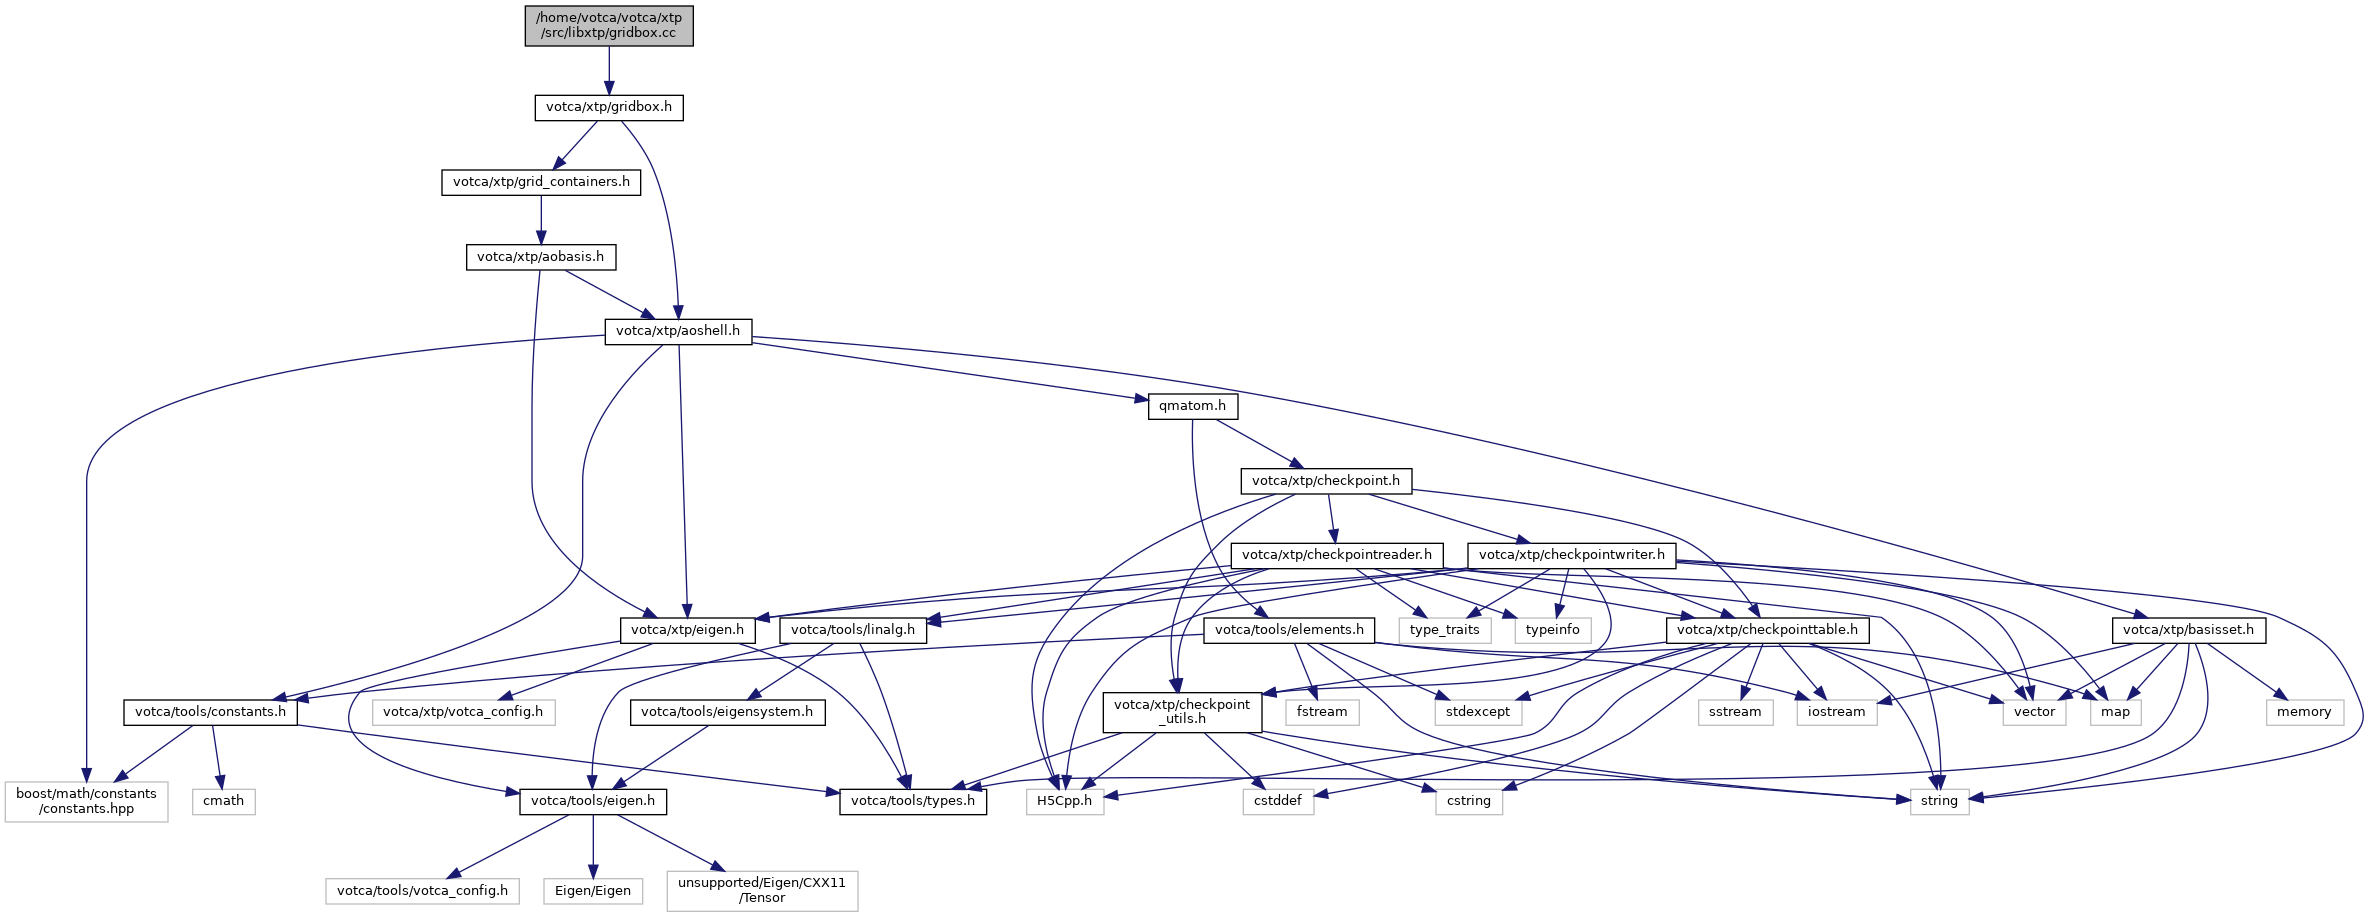 /home/votca/votca/xtp
/src/libxtp/gridbox.cc
votca/xtp/gridbox.h
votca/xtp/grid_containers.h
votca/xtp/aobasis.h
votca/xtp/aoshell.h
qmatom.h
votca/xtp/checkpoint.h
votca/xtp/checkpointreader.h
votca/xtp/checkpointwriter.h
votca/xtp/eigen.h
votca/tools/linalg.h
votca/tools/elements.h
type_traits
typeinfo
votca/xtp/checkpointtable.h
votca/xtp/basisset.h
votca/tools/constants.h
votca/xtp/votca_config.h
votca/tools/eigensystem.h
votca/xtp/checkpoint
_utils.h
fstream
stdexcept
sstream
iostream
vector
map
memory
boost/math/constants
/constants.hpp
cmath
votca/tools/eigen.h
votca/tools/types.h
H5Cpp.h
cstddef
cstring
string
votca/tools/votca_config.h
Eigen/Eigen
unsupported/Eigen/CXX11
/Tensor